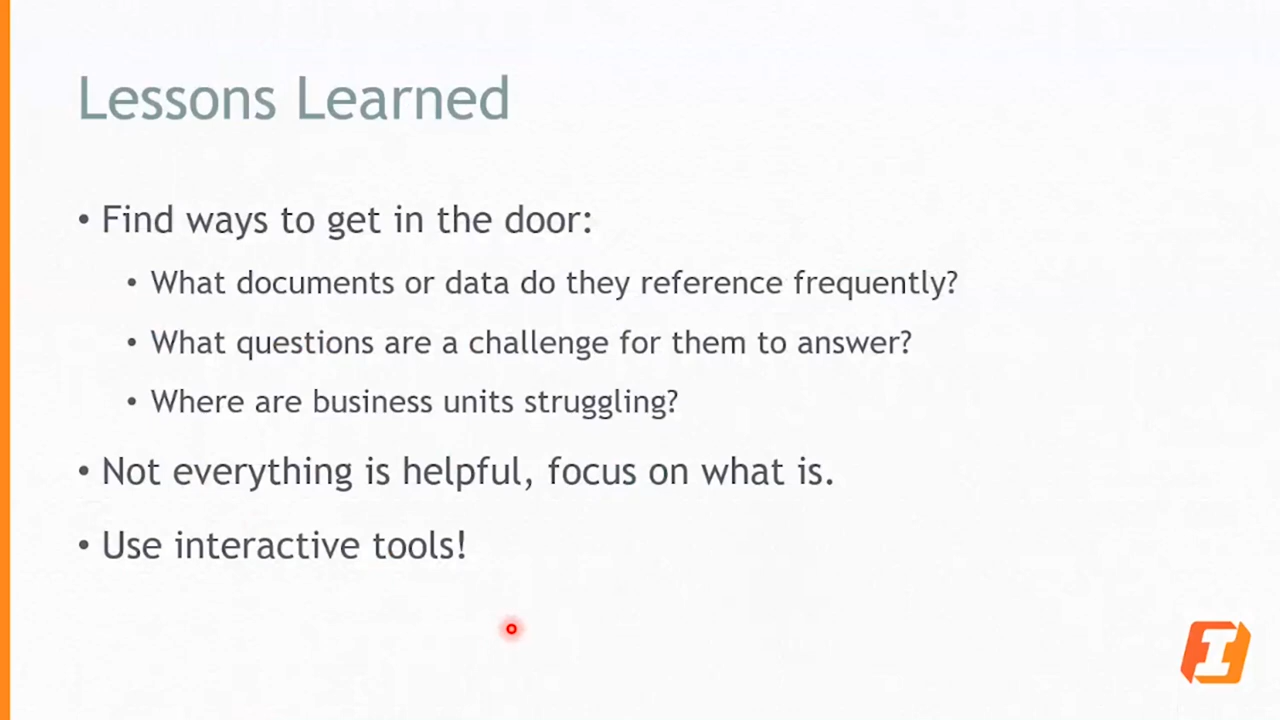 Lessons Learned
• Find ways to get in the door:
• What documents or data do they reference frequently?
• What questions are a challenge for them to answer?
• Where are business units struggling?
• Not everything is helpful, focus on what is.
• Use interactive tools!
I